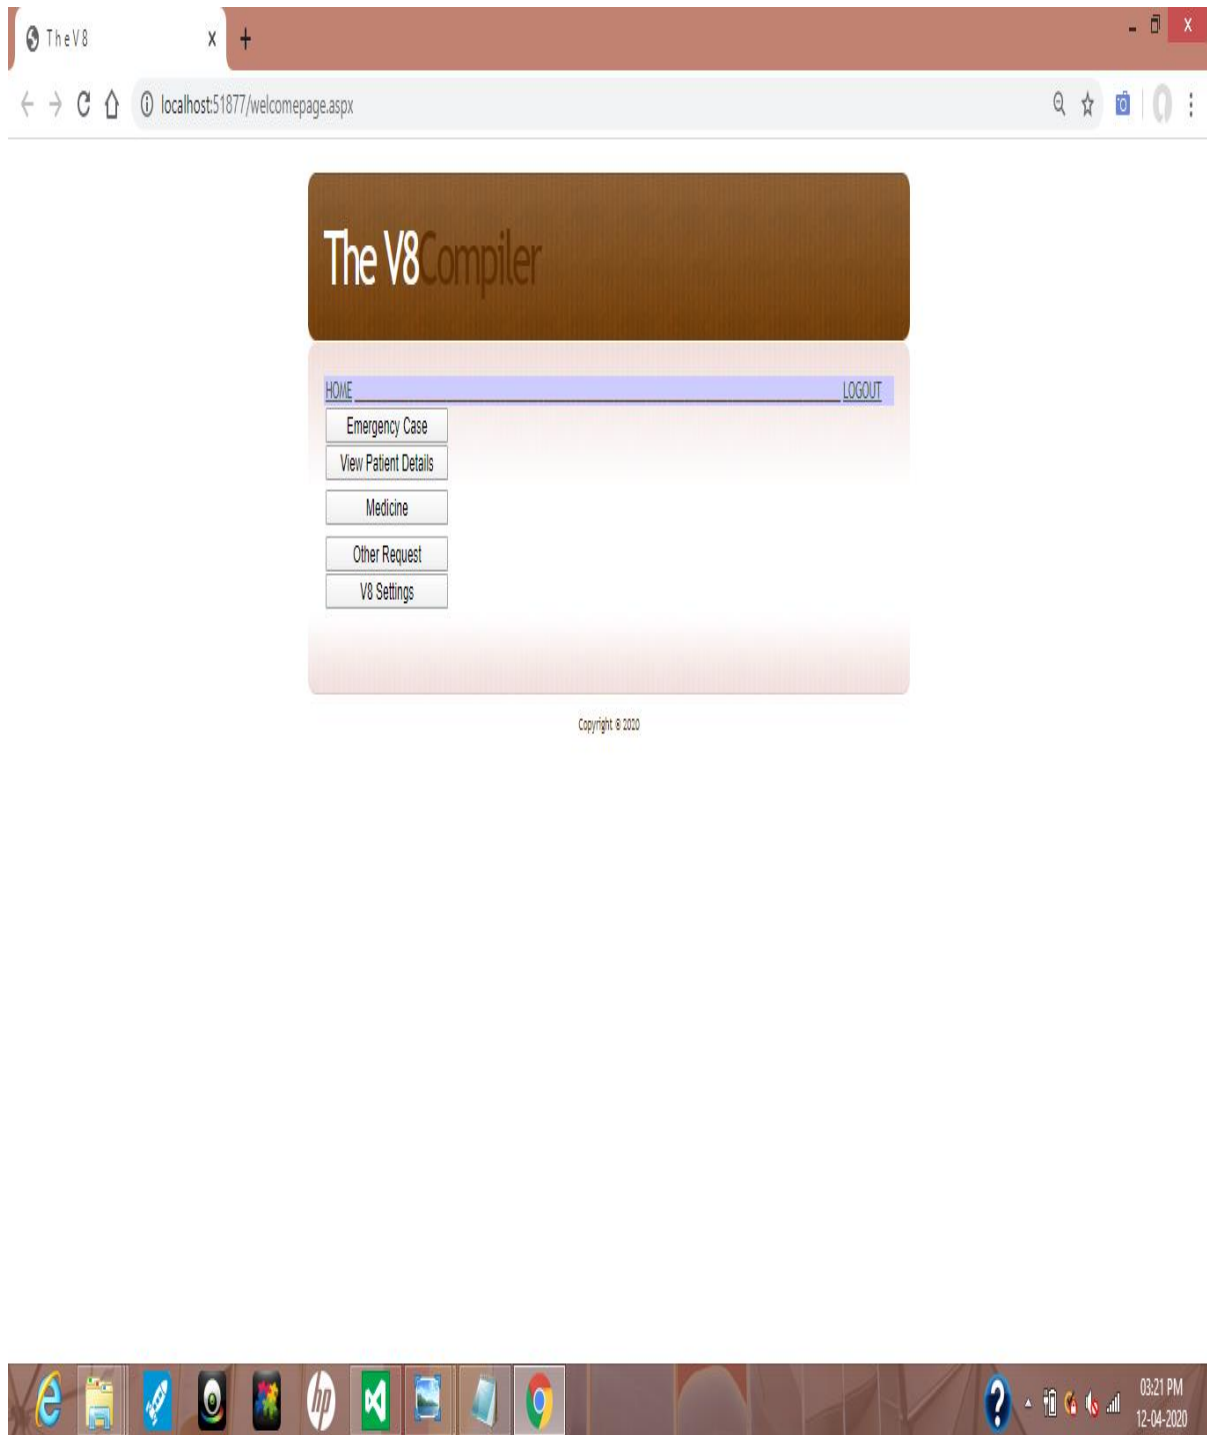 TheV8
localhost:51877/welcomepage.aspx
The V8Compiler
HOME LOGOUT
Emergency Case
View Patient Details
Medicine
Other Request
V8 Settings
Copyright © 2020
hp
03:21 PM
12-04-2020